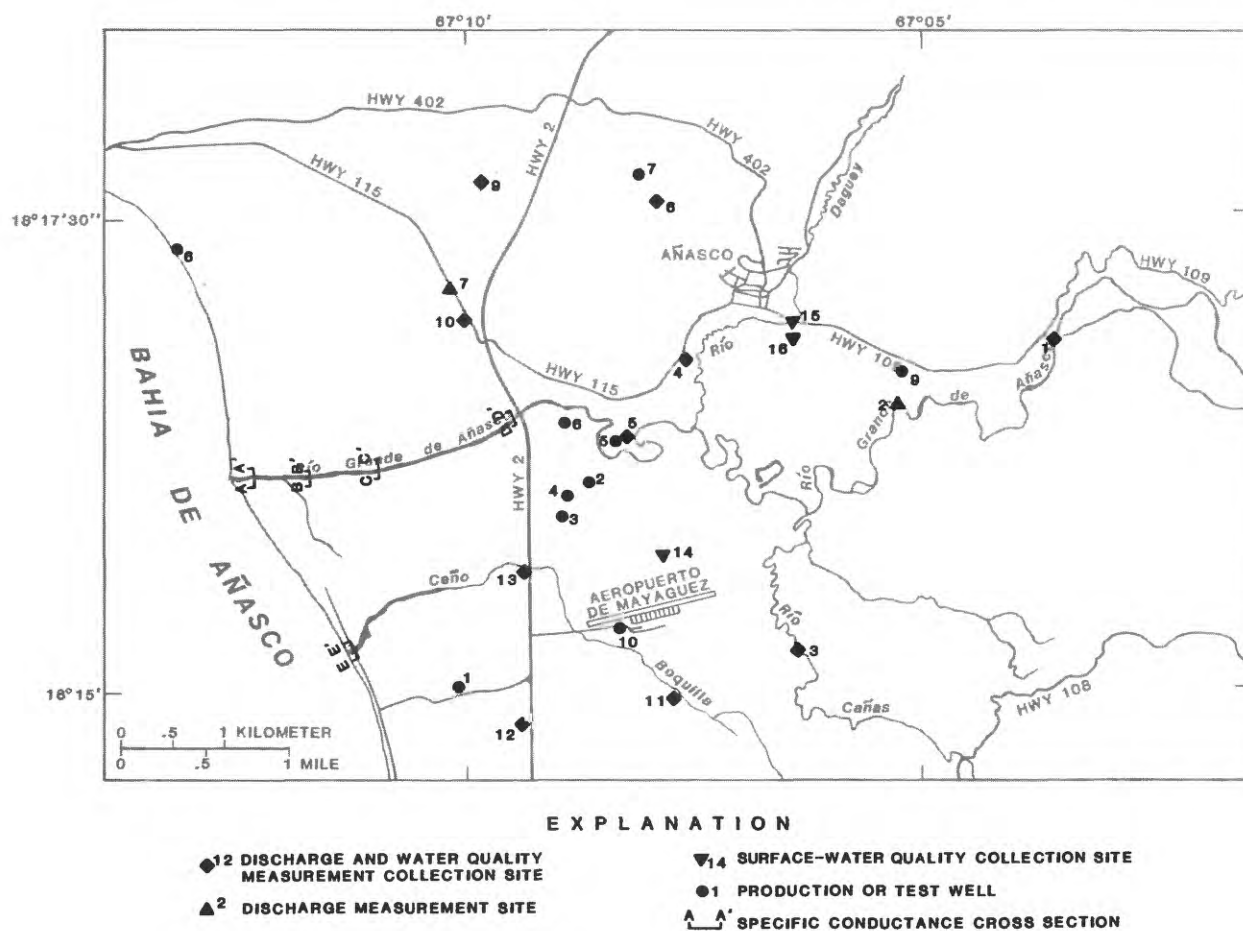 67°10′
67°05′
HWY 402
HWY 2
HWY 115
HWY 402
Daguey
7
9
6
18°17′30″
6
AÑASCO
HWY 109
7
10
15
16
HWY 109
1
Río
4
9
HWY 115
2
Grande
de
Añasco
BAHIA DE AÑASCO
Río Grande de Añasco
D D′
6
5
5
A A′
B B′
C C′
HWY 2
2
4
3
Río
14
13
Caño
AEROPUERTO
DE MAYAGUEZ
10
Río
3
E E′
Boquilla
1
11
18°15′
12
Cañas
HWY 108
0 .5 1 KILOMETER
0 .5 1 MILE
EXPLANATION
12 DISCHARGE AND WATER QUALITY
MEASUREMENT COLLECTION SITE
2 DISCHARGE MEASUREMENT SITE
14 SURFACE-WATER QUALITY COLLECTION SITE
1 PRODUCTION OR TEST WELL
A A′ SPECIFIC CONDUCTANCE CROSS SECTION